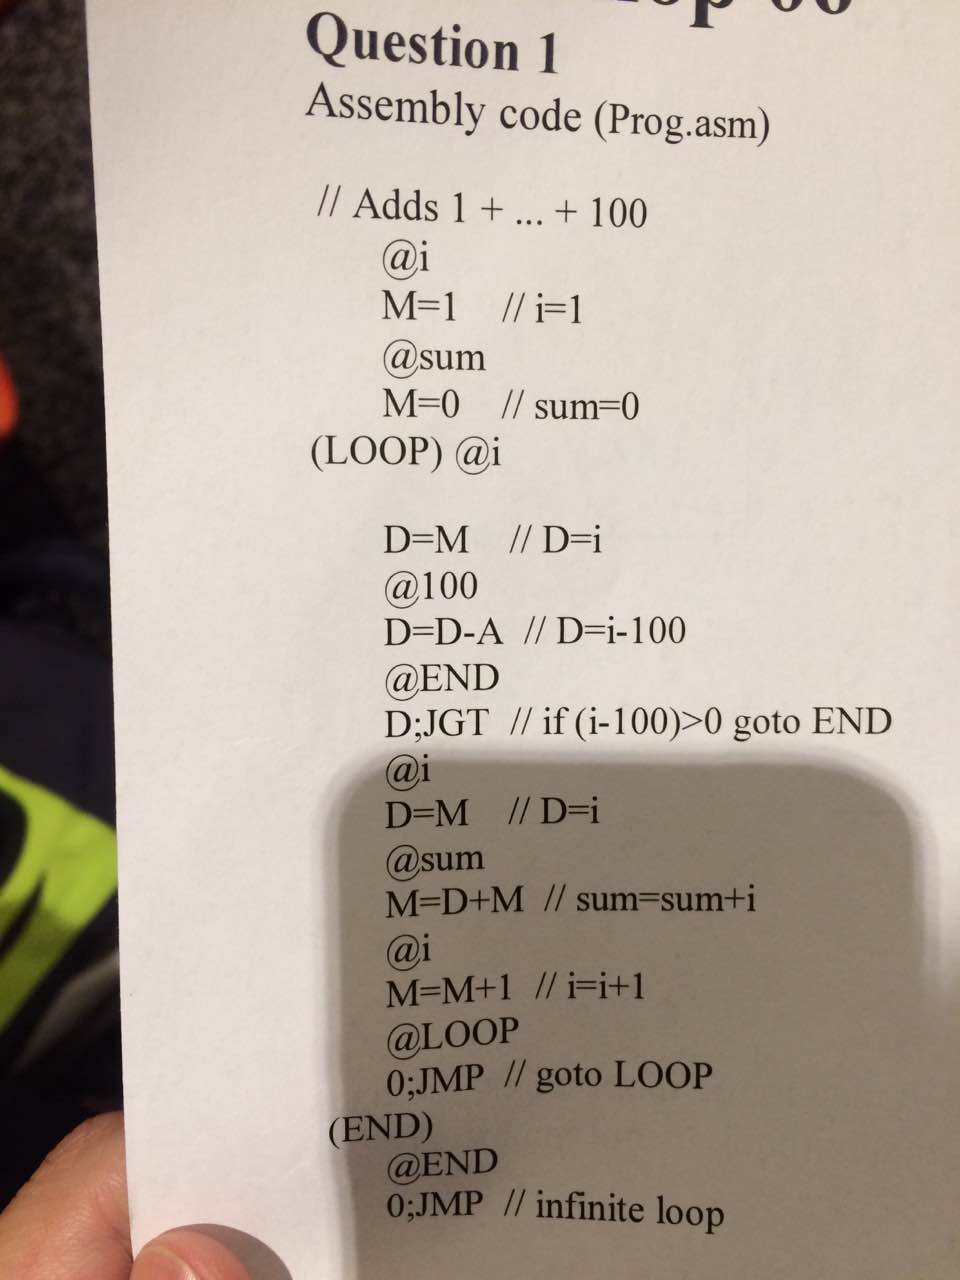 Question 1
Assembly code (Prog.asm)
// Adds 1 + ... + 100
@i
M=1 // i=1
@sum
M=0 // sum=0
(LOOP) @i
D=M // D=i
@100
D=D-A // D=i-100
@END
D;JGT // if (i-100)>0 goto END
@i
D=M // D=i
@sum
M=D+M // sum=sum+i
@i
M=M+1 // i=i+1
@LOOP
0;JMP // goto LOOP
(END)
@END
0;JMP // infinite loop